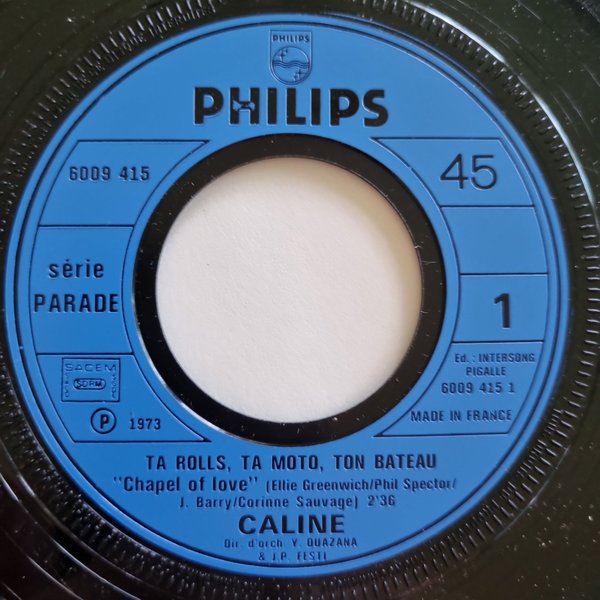 PHILIPS
PHILIPS
6009 415
45
série
PARADE
1
Ed.: INTERSONG
PIGALLE
6009 415 1
SACEM
SDRM
P 1973
MADE IN FRANCE
TA ROLLS, TA MOTO, TON BATEAU
"Chapel of love" (Ellie Greenwich/Phil Spector/
J. Barry/Corinne Sauvage) 2'36
CALINE
Dir. d'orch. Y. OUAZANA
& J.P. FESTI